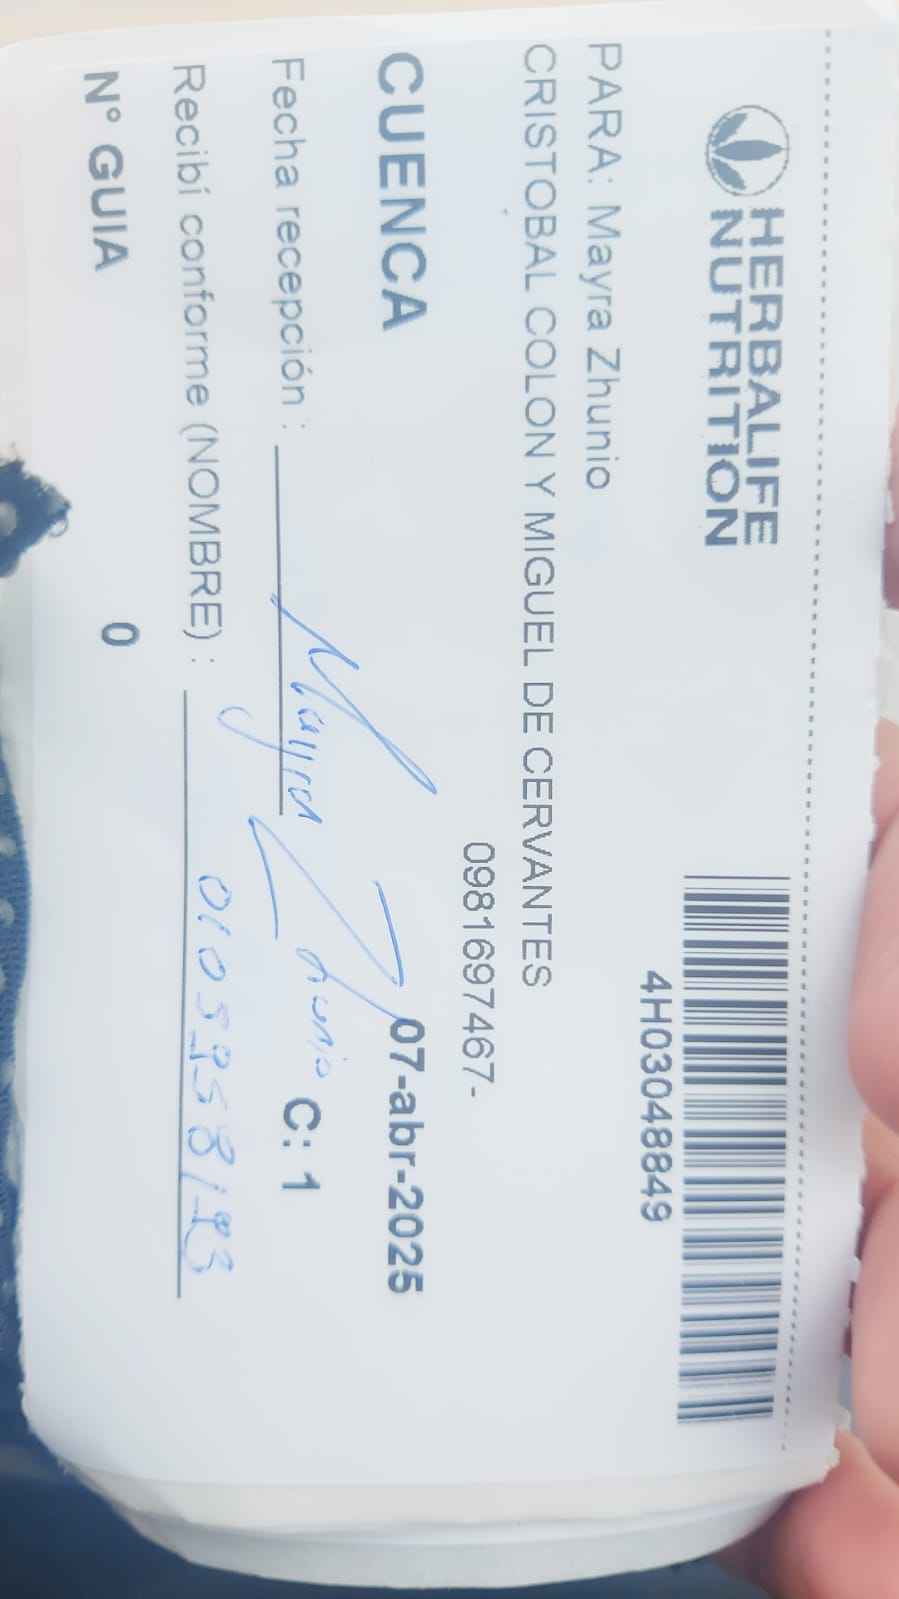 HERBALIFE
NUTRITION
4H03048849
PARA: Mayra Zhunio
CRISTOBAL COLON Y MIGUEL DE CERVANTES
0981697467-
CUENCA
07-abr-2025
Fecha recepción :
Mayra Zhunio
C: 1
Recibí conforme (NOMBRE) :
Nº GUIA
0